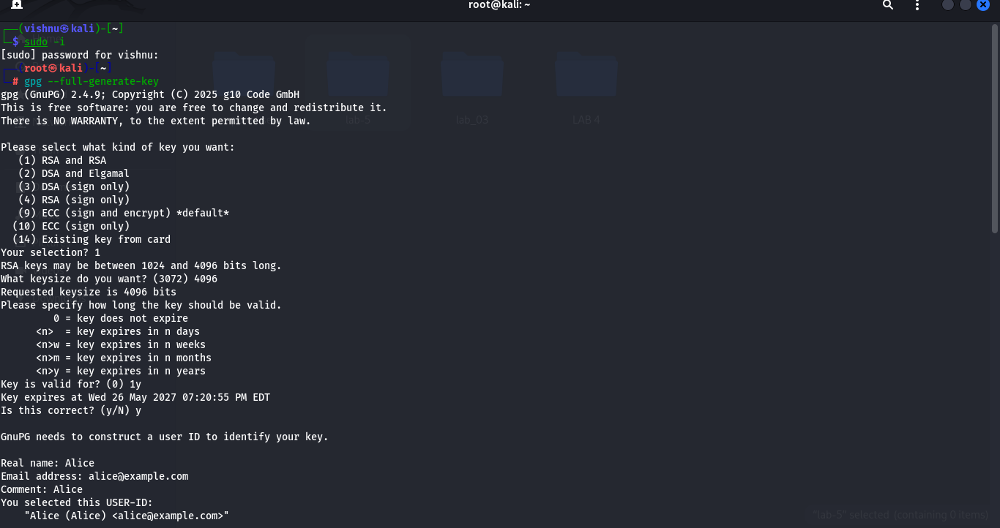 root@kali: ~
┌──(vishnu㉿kali)-[~]
└─$ sudo -i
[sudo] password for vishnu:
┌──(root㉿kali)-[~]
└─# gpg --full-generate-key
gpg (GnuPG) 2.4.9; Copyright (C) 2025 g10 Code GmbH
This is free software: you are free to change and redistribute it.
There is NO WARRANTY, to the extent permitted by law.
lab-5 lab_03 LAB 4
Please select what kind of key you want:
   (1) RSA and RSA
   (2) DSA and Elgamal
   (3) DSA (sign only)
   (4) RSA (sign only)
   (9) ECC (sign and encrypt) *default*
  (10) ECC (sign only)
  (14) Existing key from card
Your selection? 1
RSA keys may be between 1024 and 4096 bits long.
What keysize do you want? (3072) 4096
Requested keysize is 4096 bits
Please specify how long the key should be valid.
         0 = key does not expire
      <n>  = key expires in n days
      <n>w = key expires in n weeks
      <n>m = key expires in n months
      <n>y = key expires in n years
Key is valid for? (0) 1y
Key expires at Wed 26 May 2027 07:20:55 PM EDT
Is this correct? (y/N) y
GnuPG needs to construct a user ID to identify your key.
Real name: Alice
Email address: alice@example.com
Comment: Alice
You selected this USER-ID:
    "Alice (Alice) <alice@example.com>"
"lab-5" selected (containing 0 items)